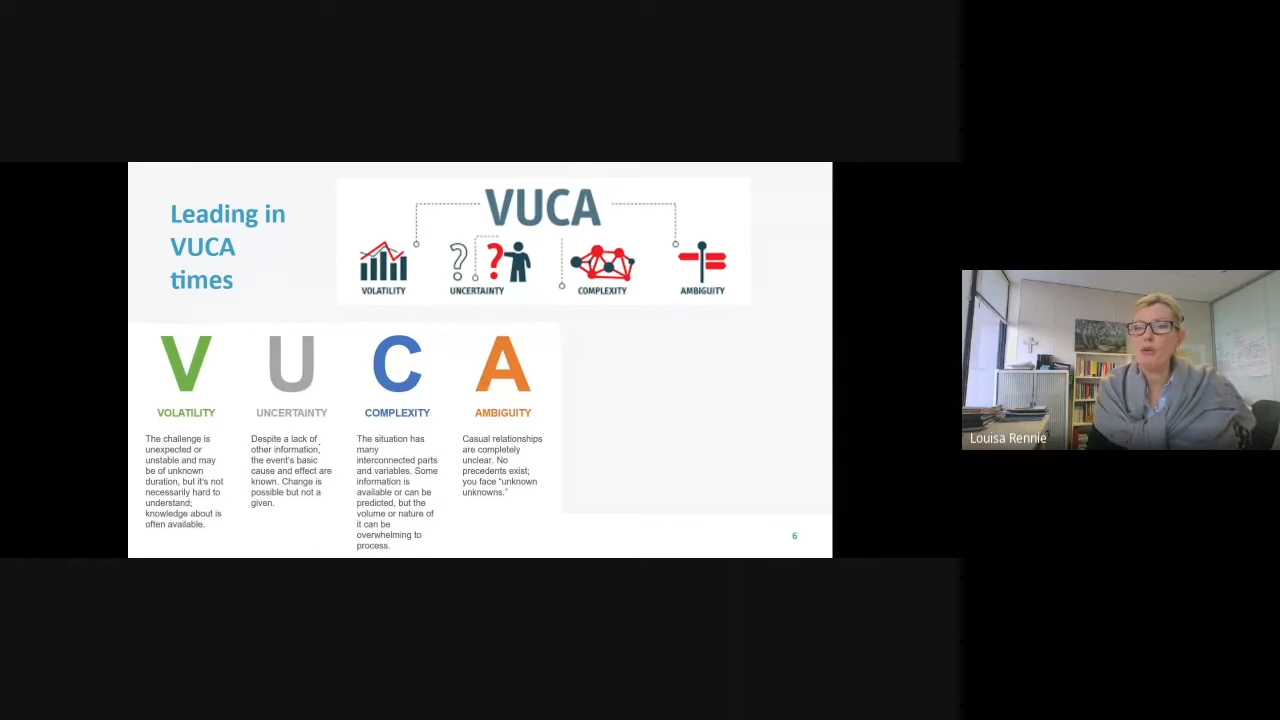 Leading in
VUCA
times
VUCA
VOLATILITY
UNCERTAINTY
COMPLEXITY
AMBIGUITY
V
VOLATILITY
The challenge is
unexpected or
unstable and may
be of unknown
duration, but it's not
necessarily hard to
understand;
knowledge about is
often available.
U
UNCERTAINTY
Despite a lack of
other information,
the event's basic
cause and effect are
known. Change is
possible but not a
given.
C
COMPLEXITY
The situation has
many
interconnected parts
and variables. Some
information is
available or can be
predicted, but the
volume or nature of
it can be
overwhelming to
process.
A
AMBIGUITY
Casual relationships
are completely
unclear. No
precedents exist;
you face "unknown
unknowns."
6
Louisa Rennie